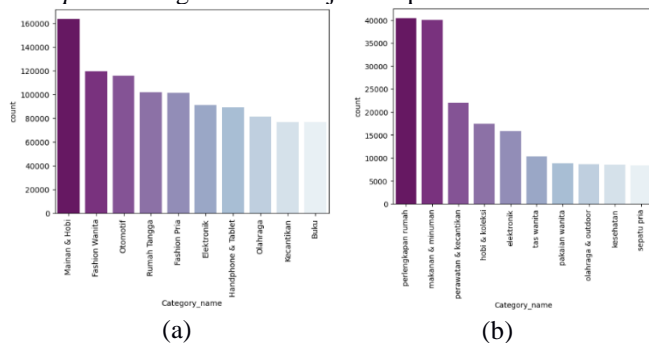 160000
140000
120000
100000
80000
60000
40000
20000
0
count
Mainan & Hobi
Fashion Wanita
Otomotif
Rumah Tangga
Fashion Pria
Elektronik
Handphone & Tablet
Olahraga
Kecantikan
Buku
Category_name
(a)
40000
35000
30000
25000
20000
15000
10000
5000
0
count
perlengkapan rumah
makanan & minuman
perawatan & kecantikan
hobi & koleksi
elektronik
tas wanita
pakaian wanita
olahraga & outdoor
kesehatan
sepatu pria
Category_name
(b)